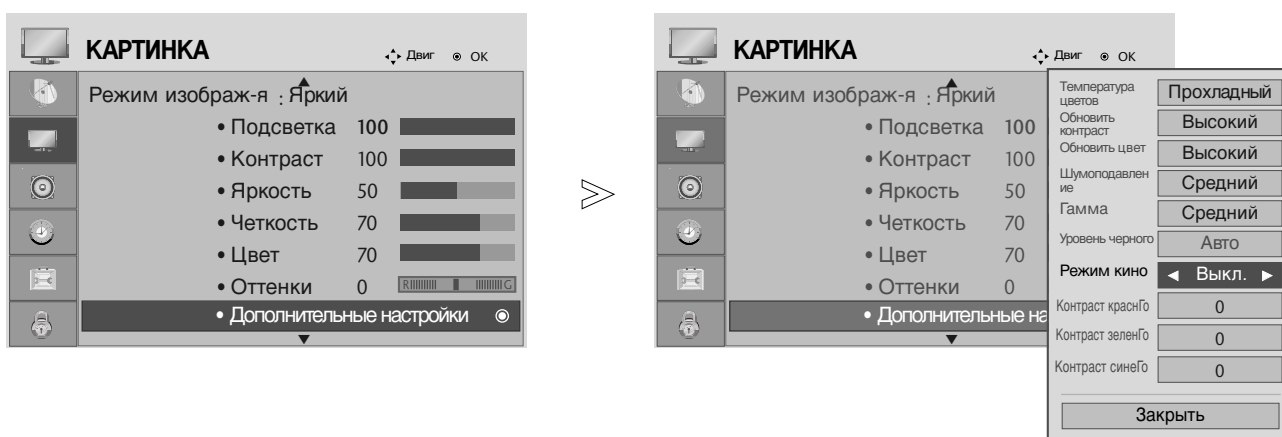 КАРТИНКА
Двиг ОК
Режим изображ-я : Яркий
• Подсветка 100
• Контраст 100
• Яркость 50
• Четкость 70
• Цвет 70
• Оттенки 0 R G
• Дополнительные настройки
КАРТИНКА
Двиг ОК
Режим изображ-я : Яркий
• Подсветка 100
• Контраст 100
• Яркость 50
• Четкость 70
• Цвет 70
• Оттенки 0
• Дополнительные на
Температура
цветов
Прохладный
Обновить
контраст
Высокий
Обновить цвет Высокий
Шумоподавлен
ие
Средний
Гамма Средний
Уровень черного Авто
Режим кино ◄ Выкл. ►
Контраст краснГо 0
Контраст зеленГо 0
Контраст синеГо 0
Закрыть